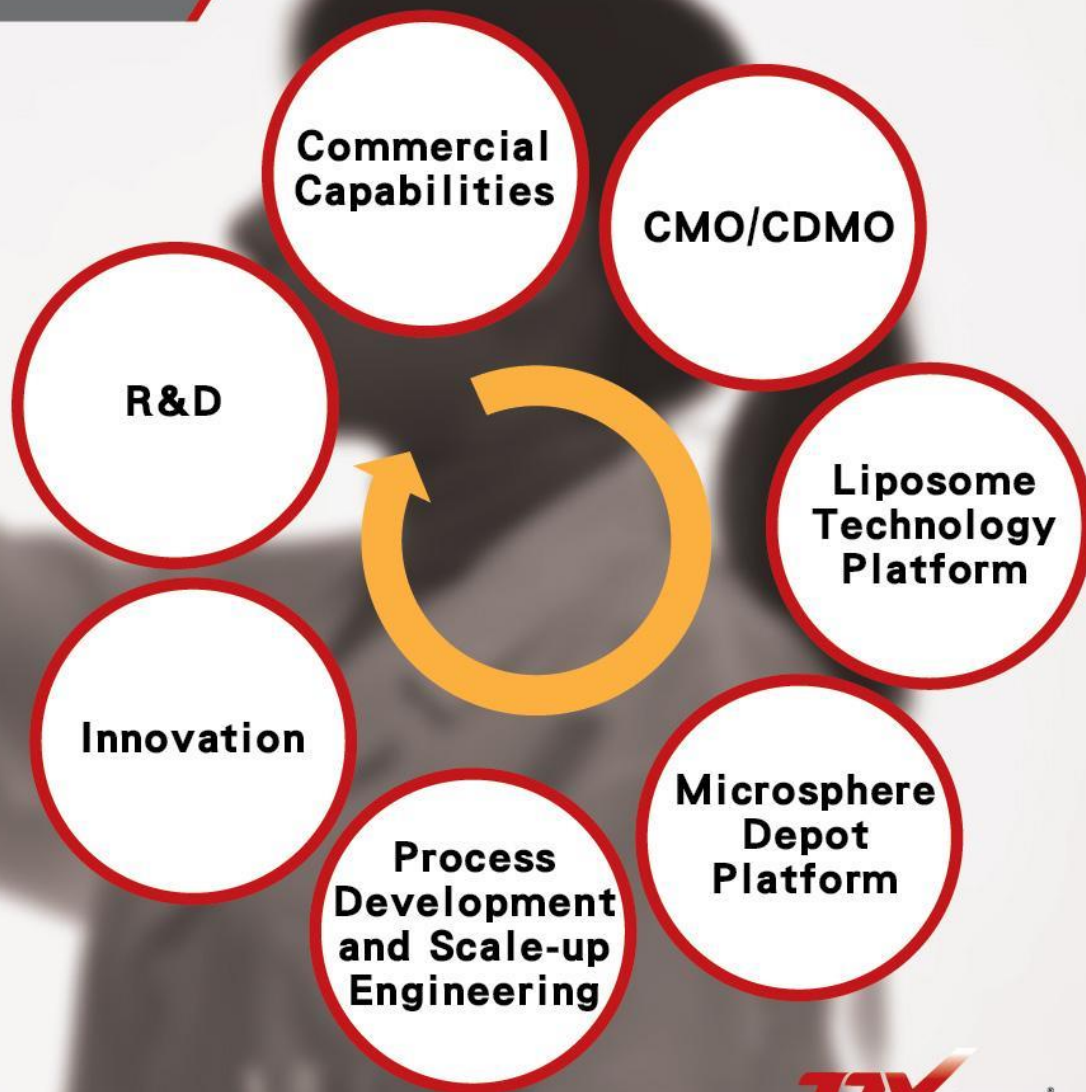 Commercial
Capabilities
CMO/CDMO
Liposome
Technology
Platform
Microsphere
Depot
Platform
Process
Development
and Scale-up
Engineering
Innovation
R&D